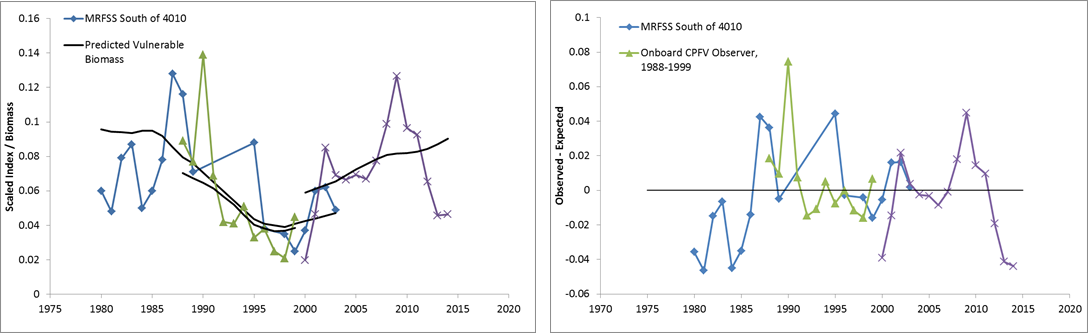 0.16
0.14
0.12
0.1
0.08
0.06
0.04
0.02
0
Scaled Index / Biomass
MRFSS South of 4010
Predicted Vulnerable
Biomass
1975 1980 1985 1990 1995 2000 2005 2010 2015 2020
0.1
0.08
0.06
0.04
0.02
0
-0.02
-0.04
-0.06
Observed - Expected
MRFSS South of 4010
Onboard CPFV Observer,
1988-1999
1970 1975 1980 1985 1990 1995 2000 2005 2010 2015 2020